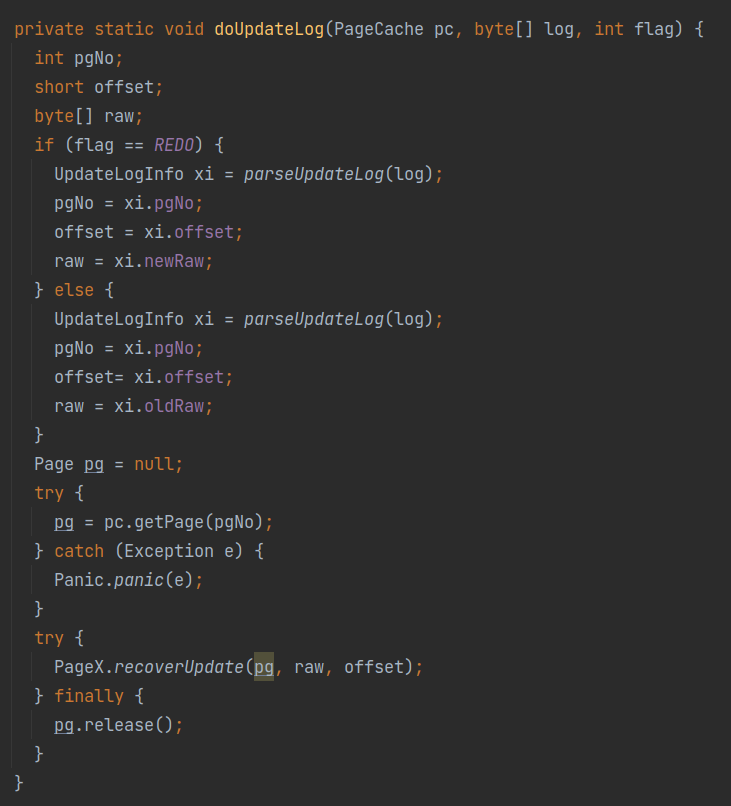 private static void doUpdateLog(PageCache pc, byte[] log, int flag) {
  int pgNo;
  short offset;
  byte[] raw;
  if (flag == REDO) {
    UpdateLogInfo xi = parseUpdateLog(log);
    pgNo = xi.pgNo;
    offset = xi.offset;
    raw = xi.newRaw;
  } else {
    UpdateLogInfo xi = parseUpdateLog(log);
    pgNo = xi.pgNo;
    offset= xi.offset;
    raw = xi.oldRaw;
  }
  Page pg = null;
  try {
    pg = pc.getPage(pgNo);
  } catch (Exception e) {
    Panic.panic(e);
  }
  try {
    PageX.recoverUpdate(pg, raw, offset);
  } finally {
    pg.release();
  }
}